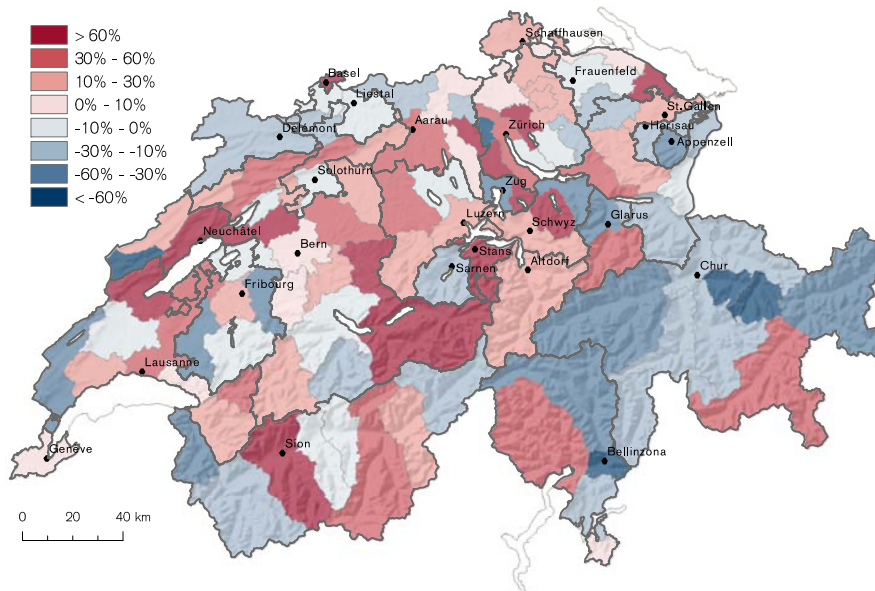 > 60%
30% - 60%
10% - 30%
0% - 10%
-10% - 0%
-30% - -10%
-60% - -30%
< -60%
Schaffhausen
Basel
Frauenfeld
Liestal
St.Gallen
Aarau
Zürich
Herisau
Delémont
Appenzell
Solothurn
Zug
Luzern
Glarus
Neuchâtel
Schwyz
Bern
Stans
Sarnen
Altdorf
Chur
Fribourg
Lausanne
Sion
Genève
Bellinzona
0 20 40 km